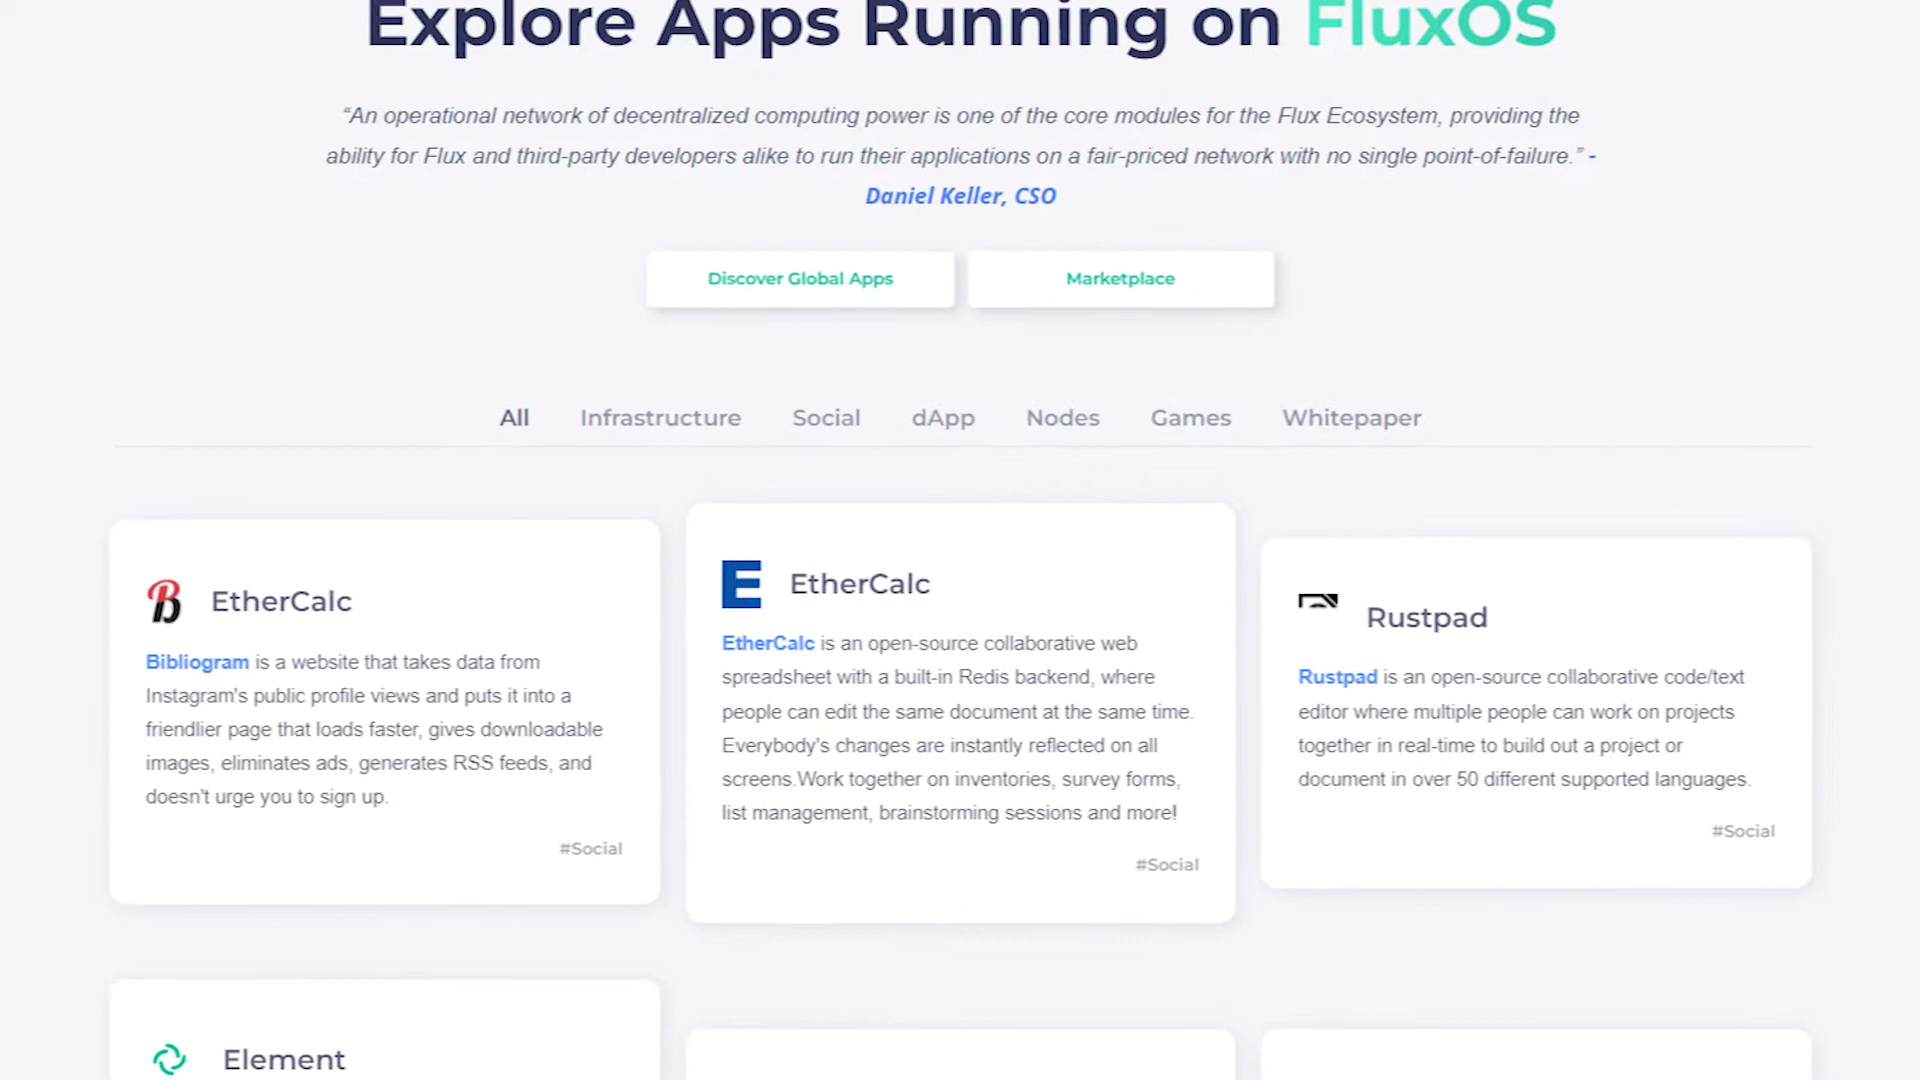 Explore Apps Running on FluxOS
“An operational network of decentralized computing power is one of the core modules for the Flux Ecosystem, providing the
ability for Flux and third-party developers alike to run their applications on a fair-priced network with no single point-of-failure.” -
Daniel Keller, CSO
Discover Global Apps
Marketplace
All Infrastructure Social dApp Nodes Games Whitepaper
B EtherCalc
Bibliogram is a website that takes data from
Instagram's public profile views and puts it into a
friendlier page that loads faster, gives downloadable
images, eliminates ads, generates RSS feeds, and
doesn't urge you to sign up.
#Social
E EtherCalc
EtherCalc is an open-source collaborative web
spreadsheet with a built-in Redis backend, where
people can edit the same document at the same time.
Everybody's changes are instantly reflected on all
screens.Work together on inventories, survey forms,
list management, brainstorming sessions and more!
#Social
Rustpad
Rustpad is an open-source collaborative code/text
editor where multiple people can work on projects
together in real-time to build out a project or
document in over 50 different supported languages.
#Social
Element